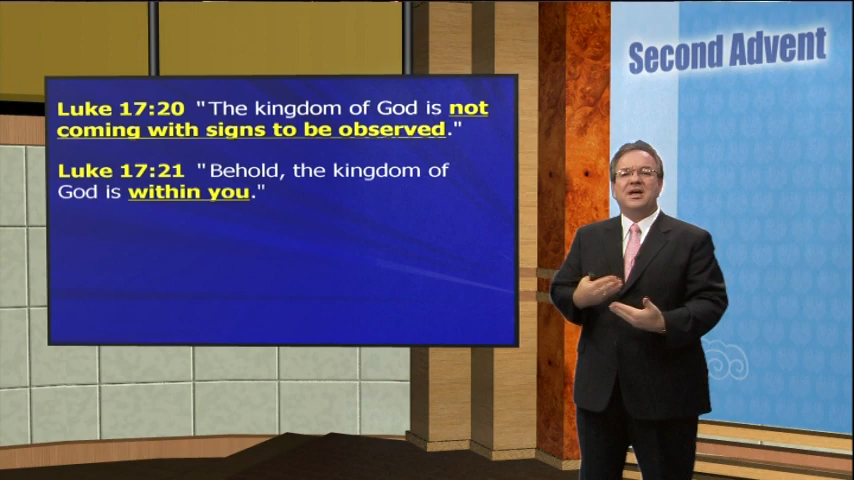 Second Advent
Luke 17:20 "The kingdom of God is not
coming with signs to be observed."
Luke 17:21 "Behold, the kingdom of
God is within you."